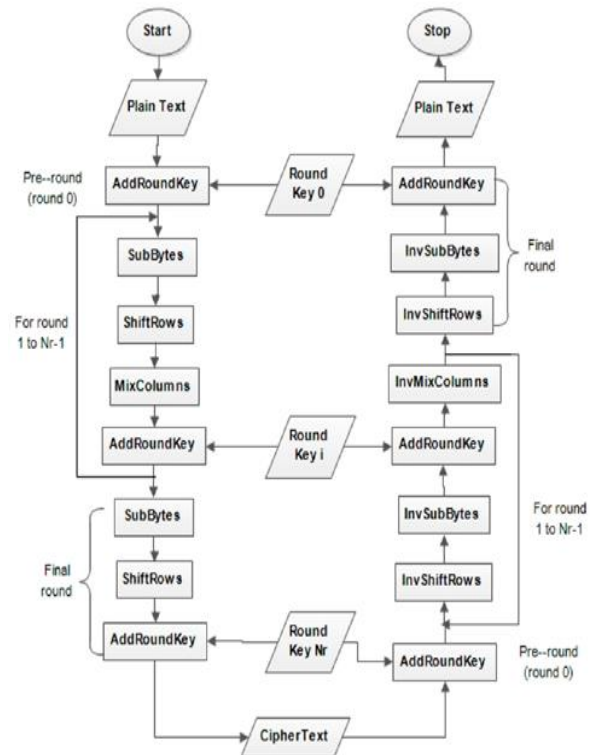 Start
Stop
Plain Text
Plain Text
Pre--round
(round 0)
AddRoundKey
Round
Key 0
AddRoundKey
SubBytes
InvSubBytes
Final
round
ShiftRows
InvShiftRows
For round
1 to Nr-1
MixColumns
InvMixColumns
AddRoundKey
Round
Key i
AddRoundKey
SubBytes
InvSubBytes
For round
1 to Nr-1
Final
round
ShiftRows
InvShiftRows
AddRoundKey
Round
Key Nr
AddRoundKey
Pre--round
(round 0)
CipherText